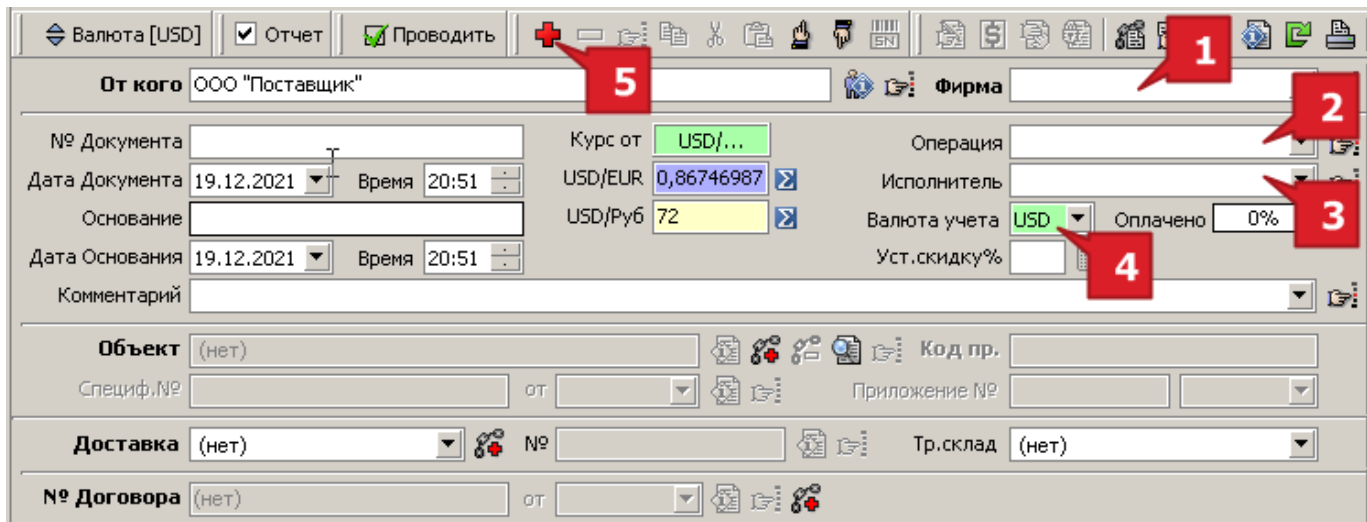 Валюта [USD] Отчет Проводить SN 1
От кого ООО "Поставщик" 5 Фирма
№ Документа Курс от USD/... Операция 2
Дата Документа 19.12.2021 Время 20:51 USD/EUR 0,86746987 Исполнитель
Основание USD/Руб 72 Валюта учета USD Оплачено 0% 3
Дата Основания 19.12.2021 Время 20:51 Уст.скидку% 4
Комментарий
Объект (нет) Код пр.
Специф.№ от Приложение №
Доставка (нет) № Тр.склад (нет)
№ Договора (нет) от